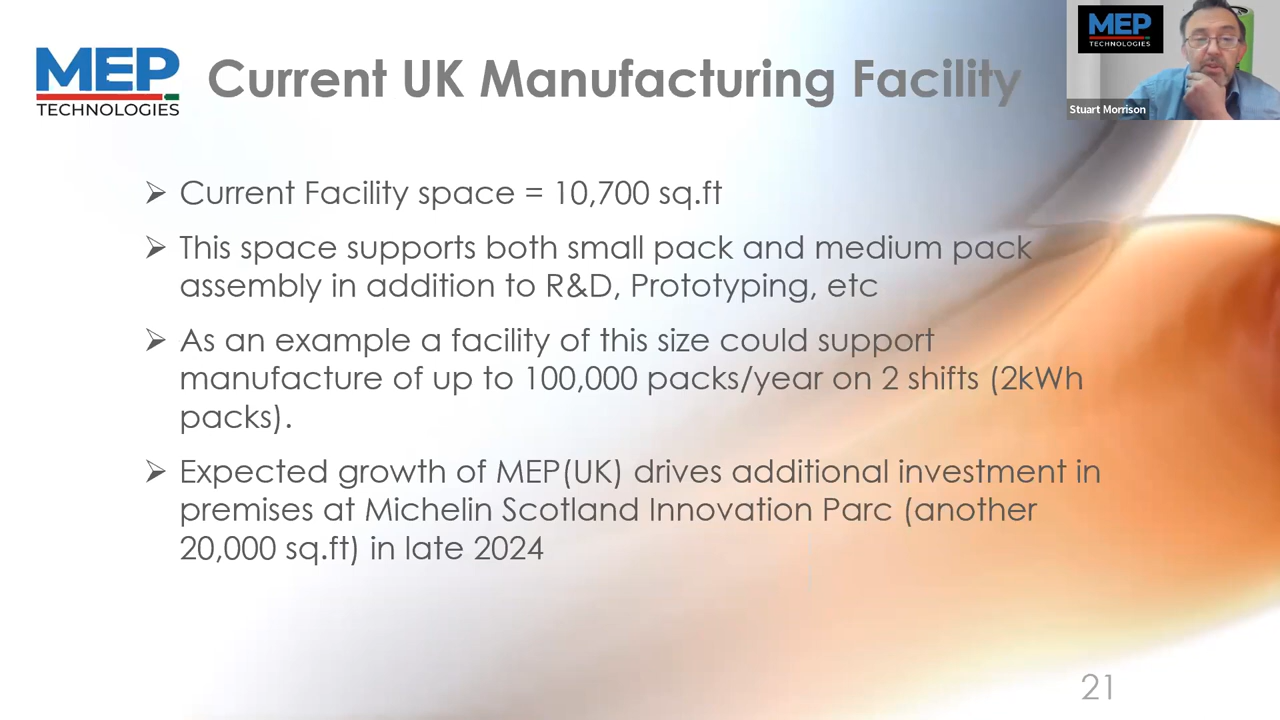 MEP
TECHNOLOGIES
Current UK Manufacturing Facility
MEP
TECHNOLOGIES
Stuart Morrison
➢ Current Facility space = 10,700 sq.ft
➢ This space supports both small pack and medium pack
assembly in addition to R&D, Prototyping, etc
➢ As an example a facility of this size could support
manufacture of up to 100,000 packs/year on 2 shifts (2kWh
packs).
➢ Expected growth of MEP(UK) drives additional investment in
premises at Michelin Scotland Innovation Parc (another
20,000 sq.ft) in late 2024
21